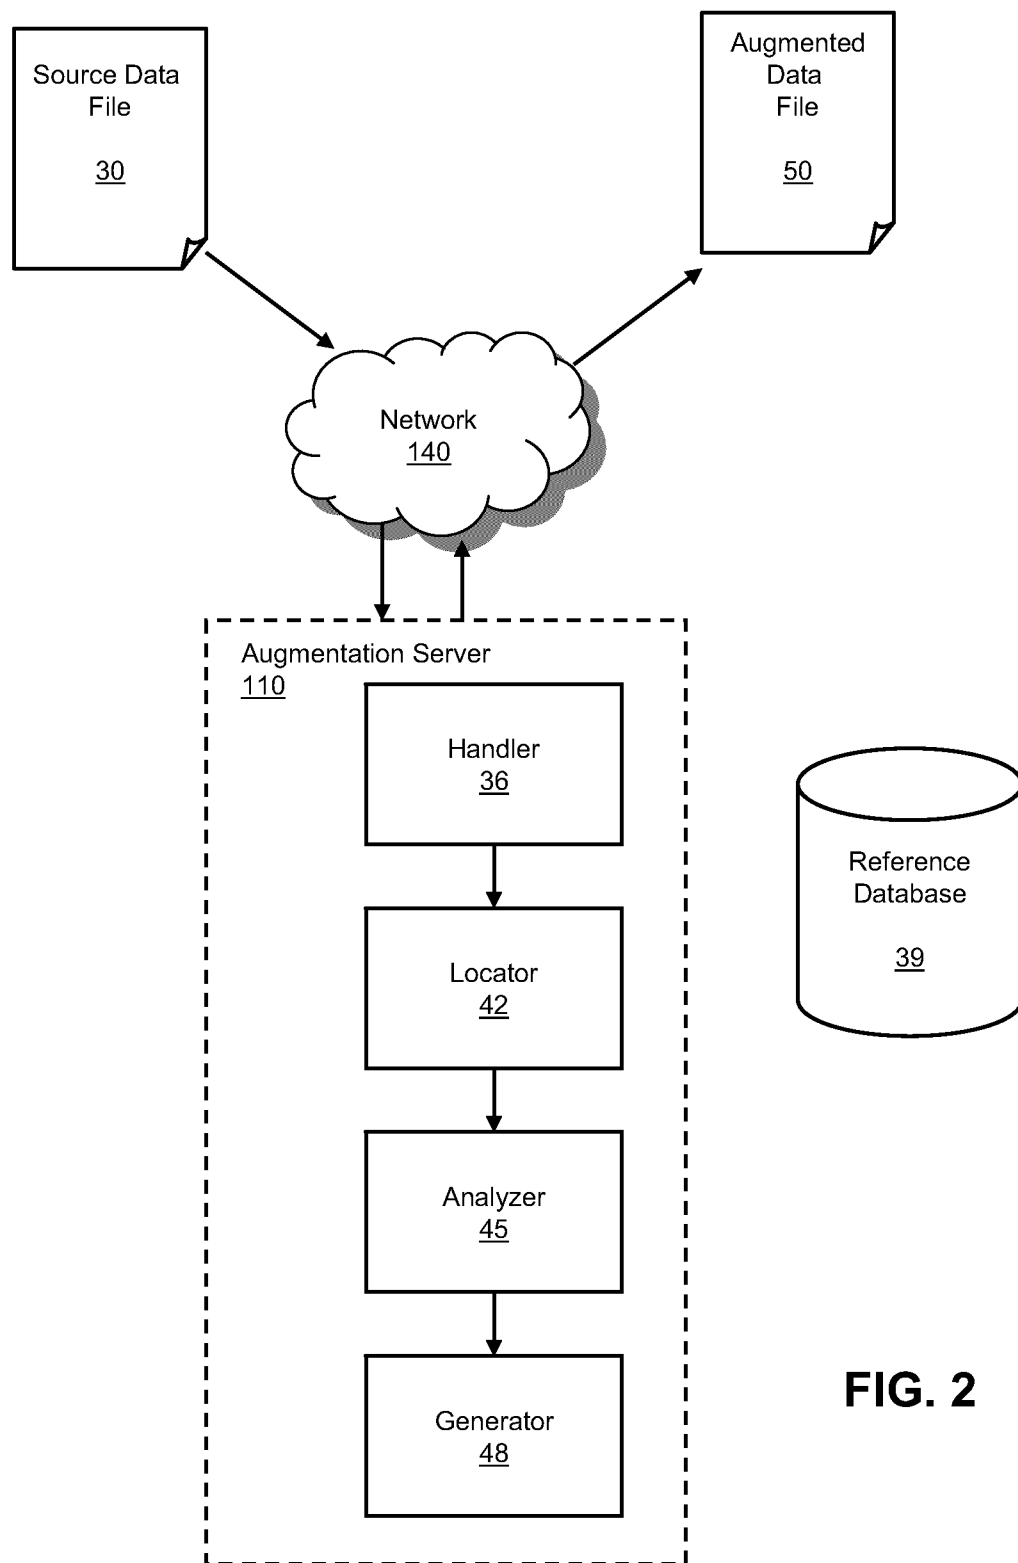 Source Data
File
30
Augmented
Data
File
50
Network
140
Augmentation Server
110
Handler
36
Locator
42
Analyzer
45
Generator
48
Reference
Database
39
FIG. 2